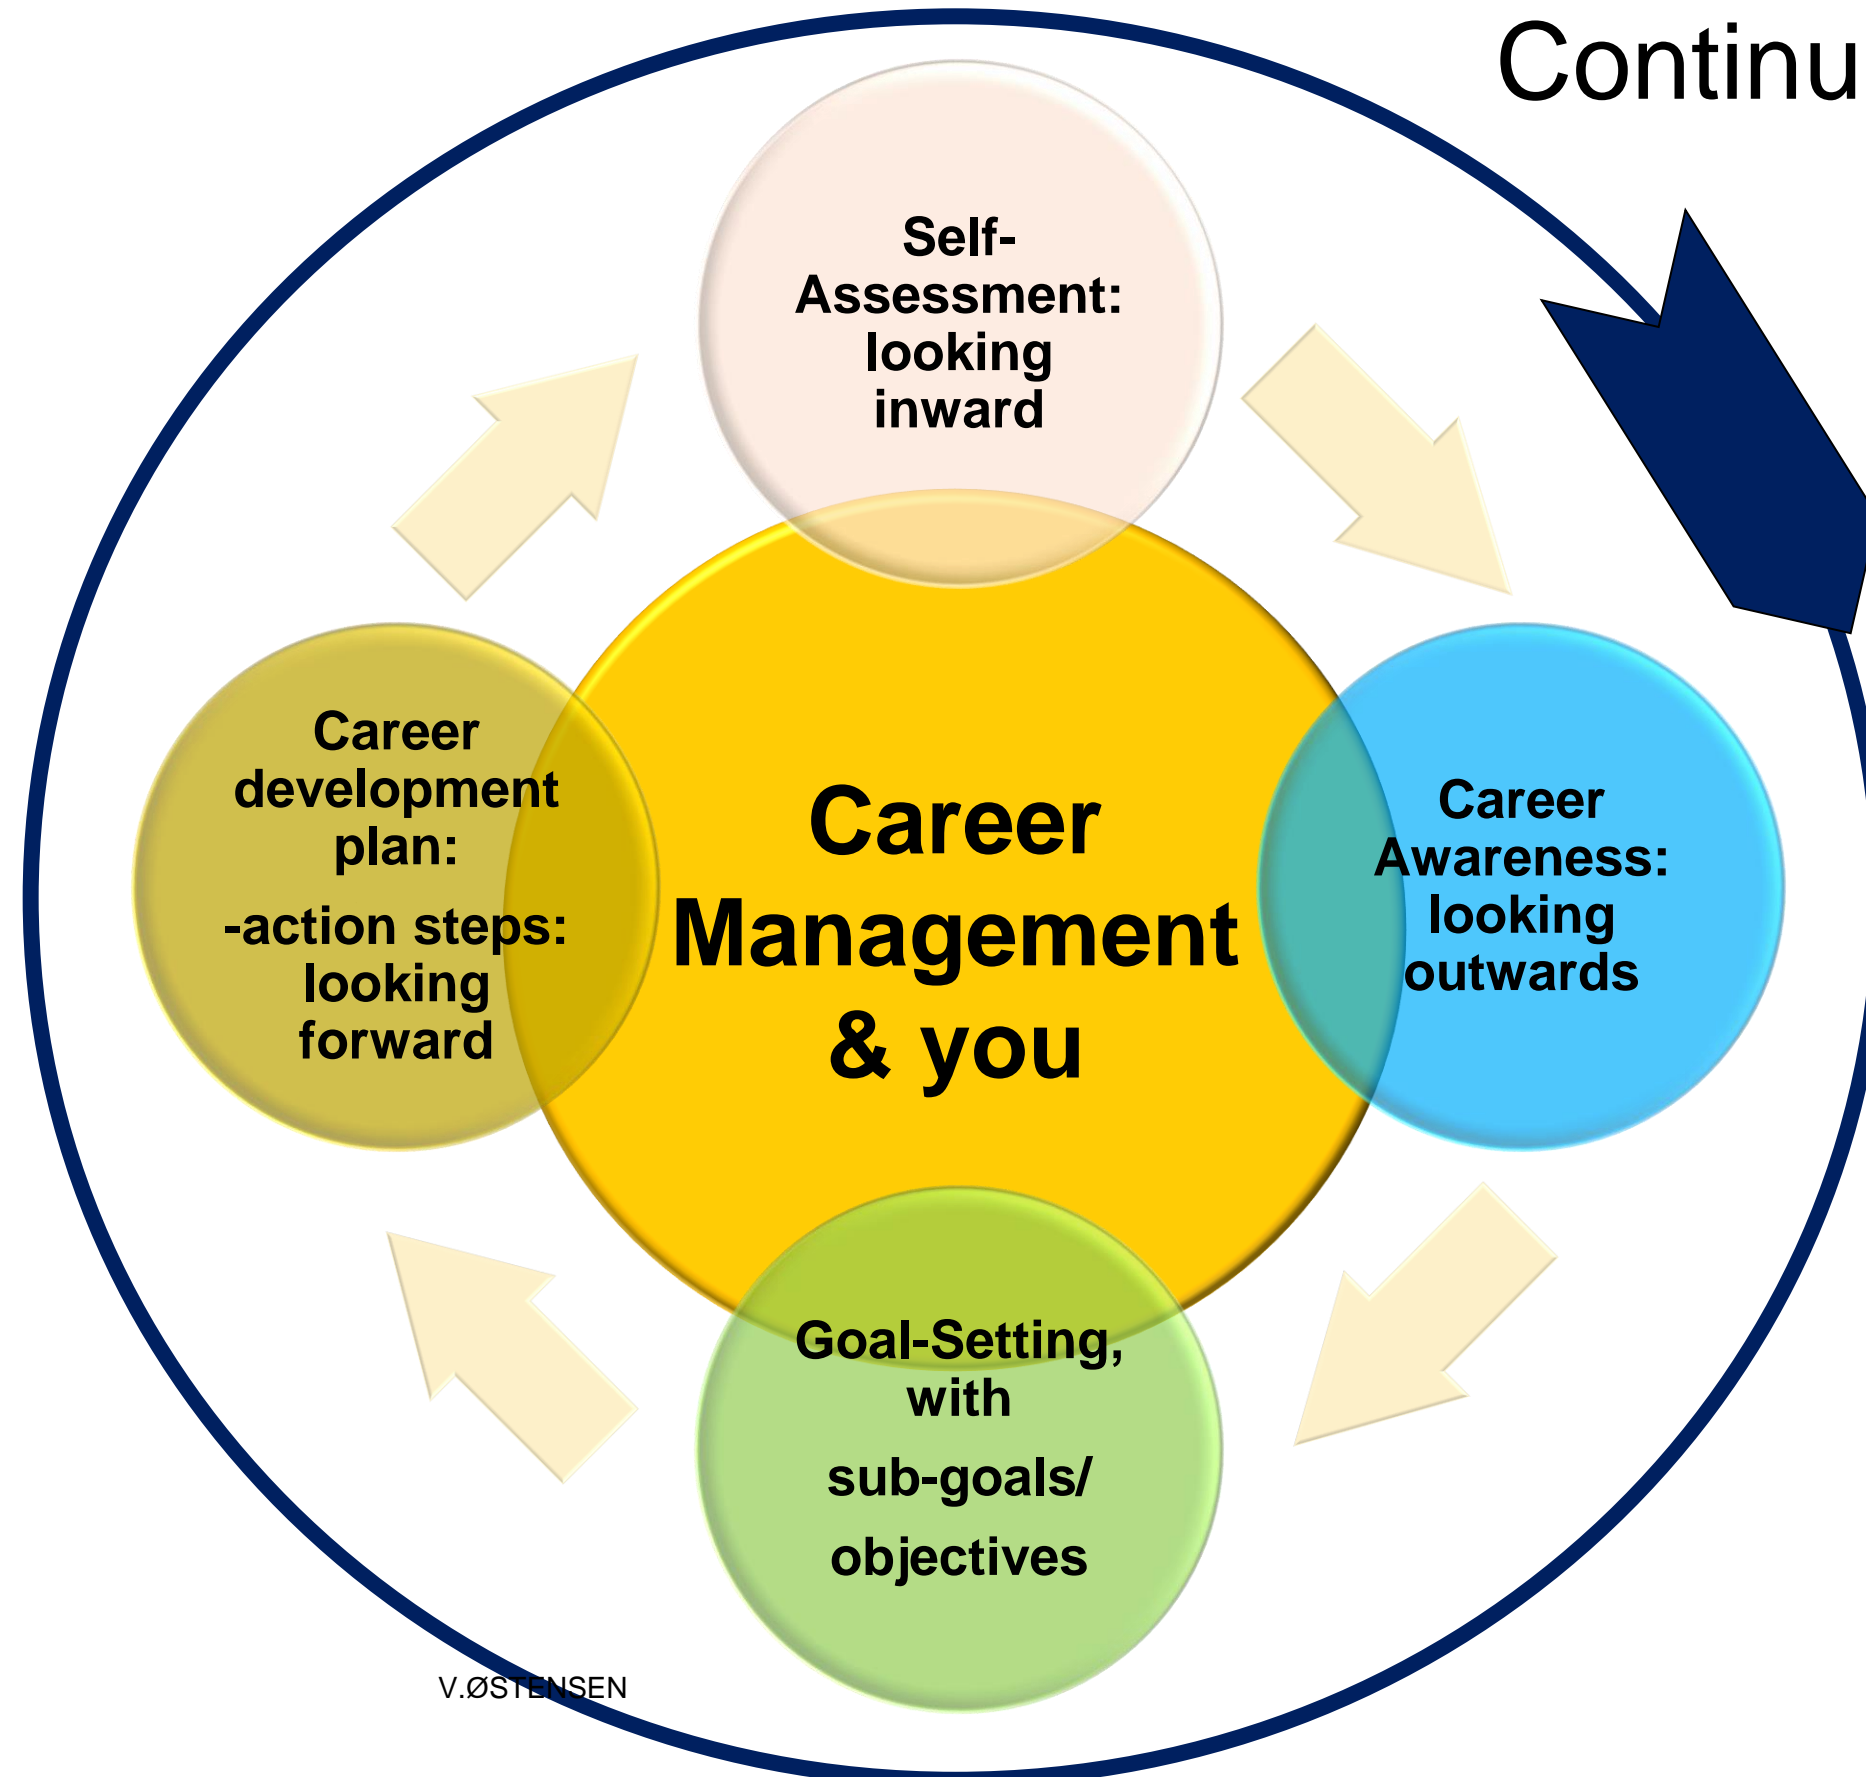 Continu
Self-
Assessment:
looking
inward
Career
development
plan:
-action steps:
looking
forward
Career
Management
& you
Career
Awareness:
looking
outwards
Goal-Setting,
with
sub-goals/
objectives
V.ØSTENSEN